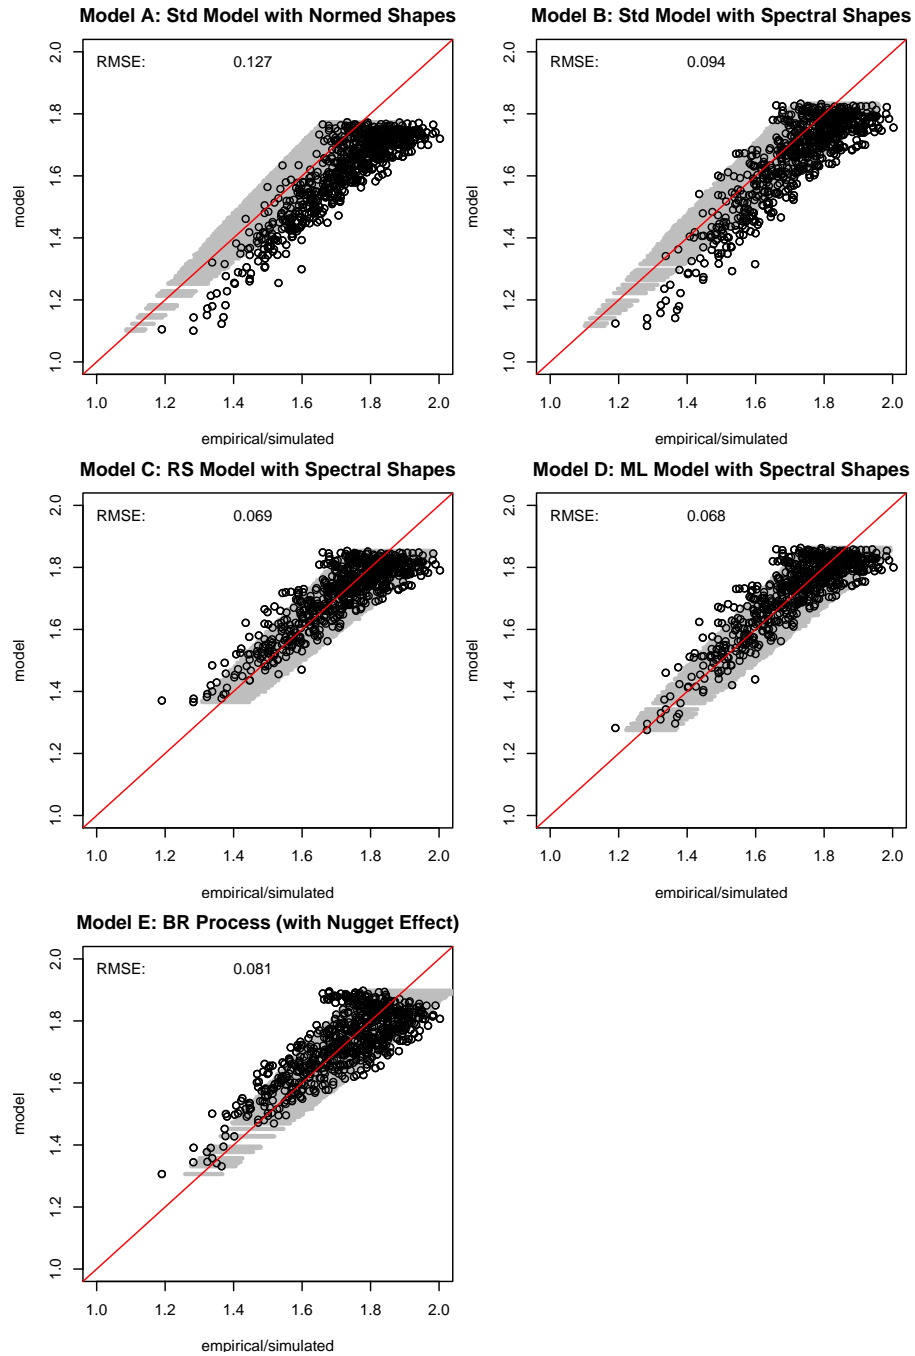 Model A: Std Model with Normed Shapes
RMSE: 0.127
2.0
1.8
1.6
1.4
1.2
1.0
model
1.0 1.2 1.4 1.6 1.8 2.0
empirical/simulated
Model B: Std Model with Spectral Shapes
RMSE: 0.094
2.0
1.8
1.6
1.4
1.2
1.0
model
1.0 1.2 1.4 1.6 1.8 2.0
empirical/simulated
Model C: RS Model with Spectral Shapes
RMSE: 0.069
2.0
1.8
1.6
1.4
1.2
1.0
model
1.0 1.2 1.4 1.6 1.8 2.0
empirical/simulated
Model D: ML Model with Spectral Shapes
RMSE: 0.068
2.0
1.8
1.6
1.4
1.2
1.0
model
1.0 1.2 1.4 1.6 1.8 2.0
empirical/simulated
Model E: BR Process (with Nugget Effect)
RMSE: 0.081
2.0
1.8
1.6
1.4
1.2
1.0
model
1.0 1.2 1.4 1.6 1.8 2.0
empirical/simulated